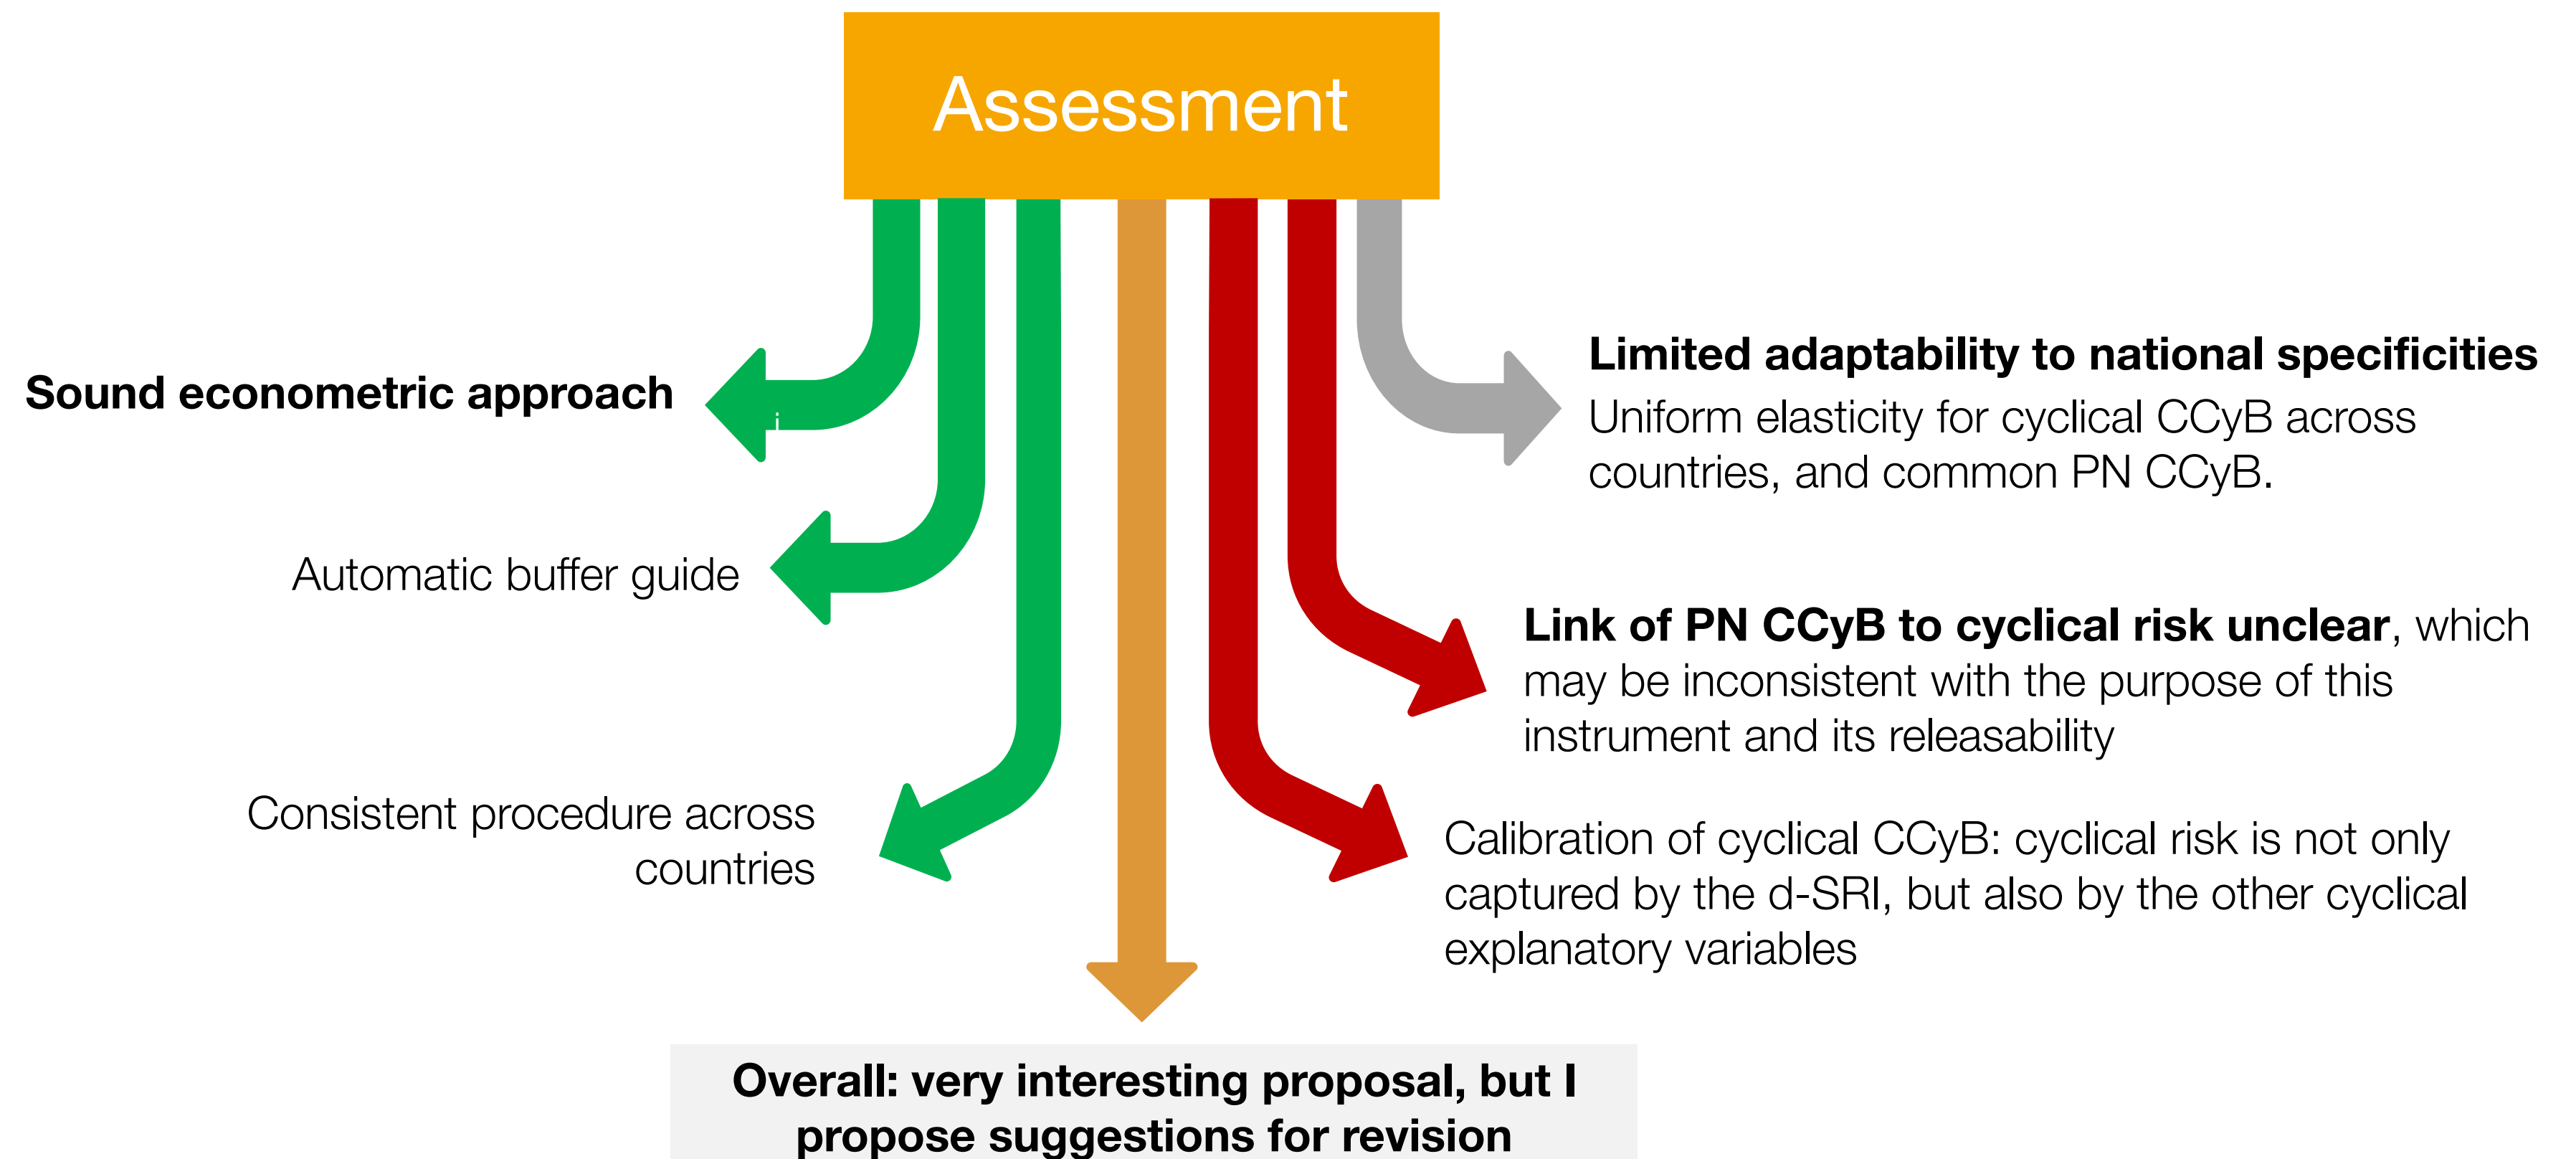 Assessment
Sound econometric approach
i
Automatic buffer guide
Consistent procedure across
countries
Limited adaptability to national specificities
Uniform elasticity for cyclical CCyB across
countries, and common PN CCyB.
Link of PN CCyB to cyclical risk unclear, which
may be inconsistent with the purpose of this
instrument and its releasability
Calibration of cyclical CCyB: cyclical risk is not only
captured by the d-SRI, but also by the other cyclical
explanatory variables
Overall: very interesting proposal, but I
propose suggestions for revision